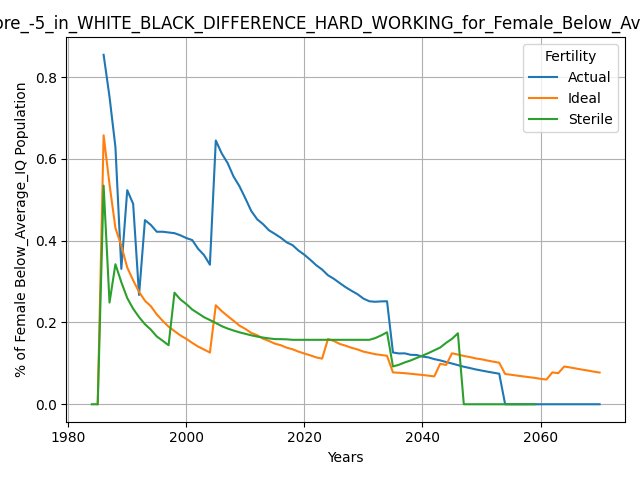 ore_-5_in_WHITE_BLACK_DIFFERENCE_HARD_WORKING_for_Female_Below_Av
% of Female Below_Average_IQ Population
0.8
0.6
0.4
0.2
0.0
Fertility
Actual
Ideal
Sterile
1980
2000
2020
2040
2060
Years